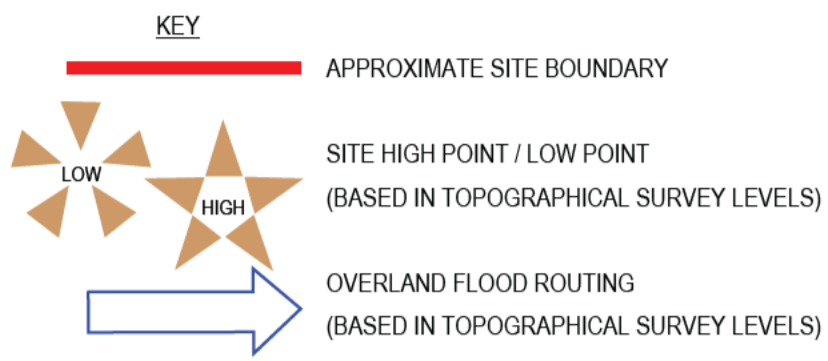 KEY
APPROXIMATE SITE BOUNDARY
LOW
HIGH
SITE HIGH POINT / LOW POINT
(BASED IN TOPOGRAPHICAL SURVEY LEVELS)
OVERLAND FLOOD ROUTING
(BASED IN TOPOGRAPHICAL SURVEY LEVELS)